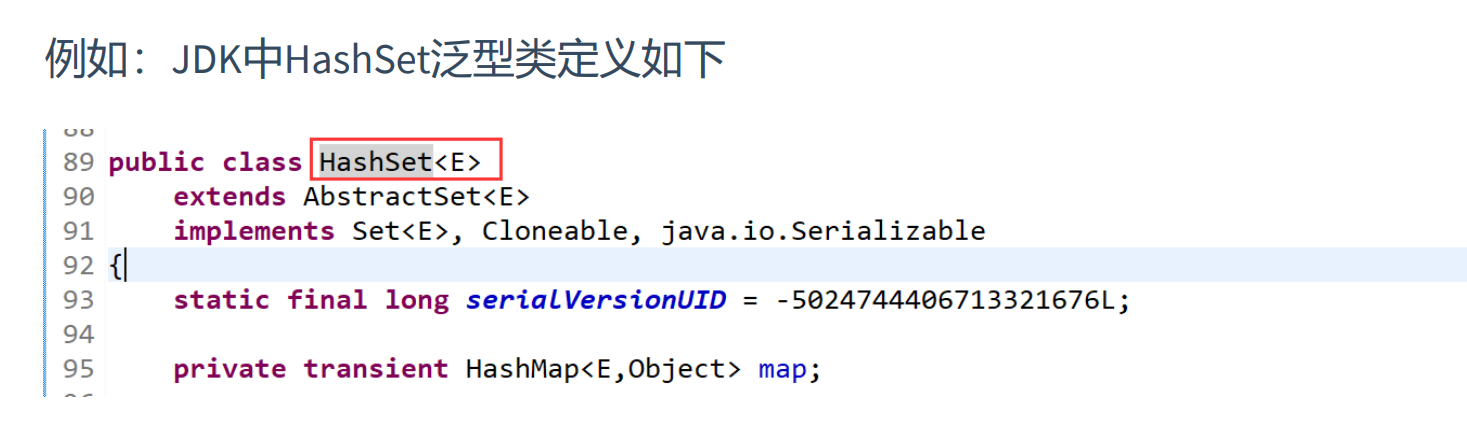 例如：JDK中HashSet泛型类定义如下
89 public class HashSet<E>
90     extends AbstractSet<E>
91     implements Set<E>, Cloneable, java.io.Serializable
92 {
93     static final long serialVersionUID = -5024744406713321676L;
94
95     private transient HashMap<E,Object> map;